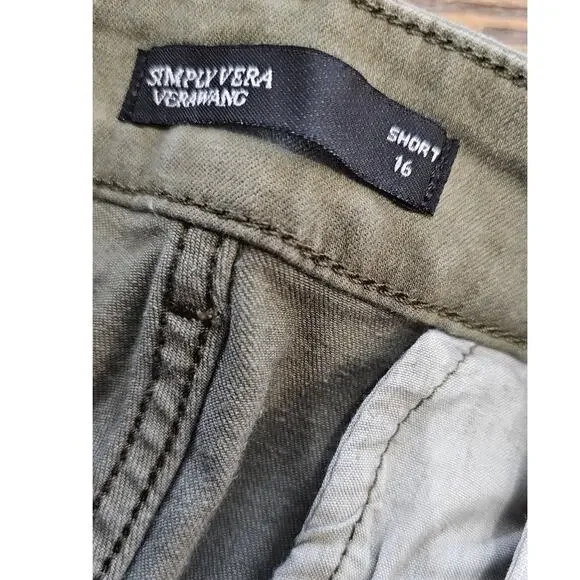 SIMPLY VERA
VERA WANG
SHORT
16